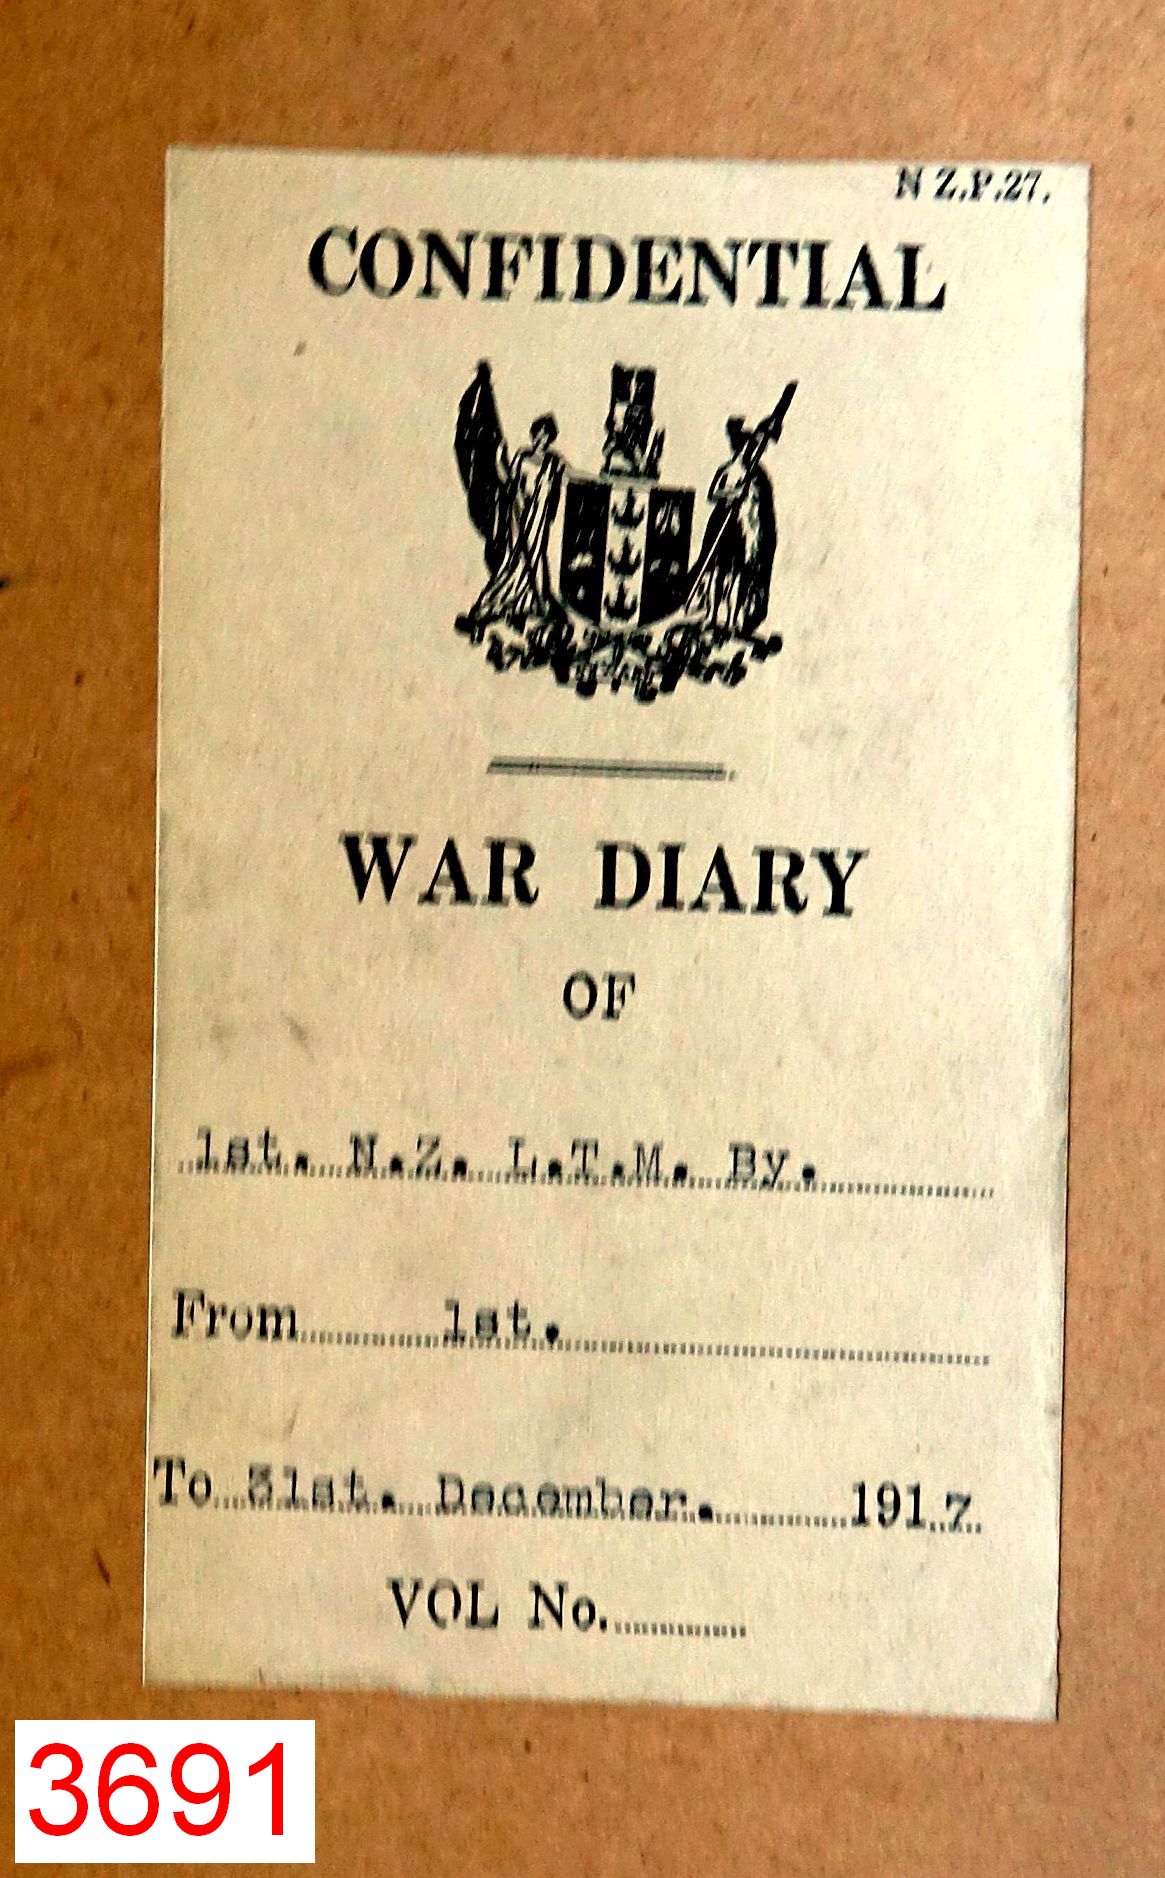 N Z.P.27.
CONFIDENTIAL
WAR DIARY
OF
1st. N.Z. L.T.M. By.
From 1st.
To 31st. December. 1917
VOL No.
3691